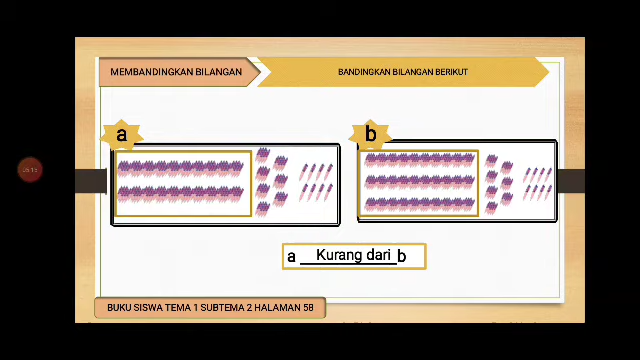 MEMBANDINGKAN BILANGAN
BANDINGKAN BILANGAN BERIKUT
a
b
a Kurang dari b
BUKU SISWA TEMA 1 SUBTEMA 2 HALAMAN 58